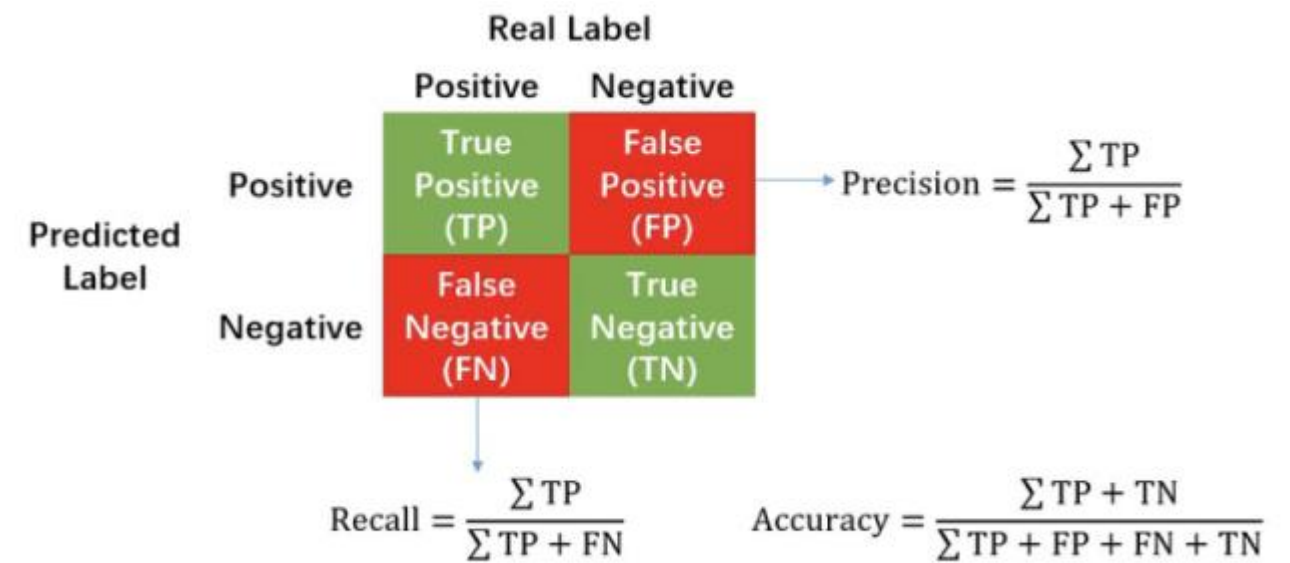 Real Label
Positive Negative
True Positive (TP)
False Positive (FP)
Positive
Precision = ∑ TP / ∑ TP + FP
Predicted Label
Negative
False Negative (FN)
True Negative (TN)
Recall = ∑ TP / ∑ TP + FN
Accuracy = ∑ TP + TN / ∑ TP + FP + FN + TN